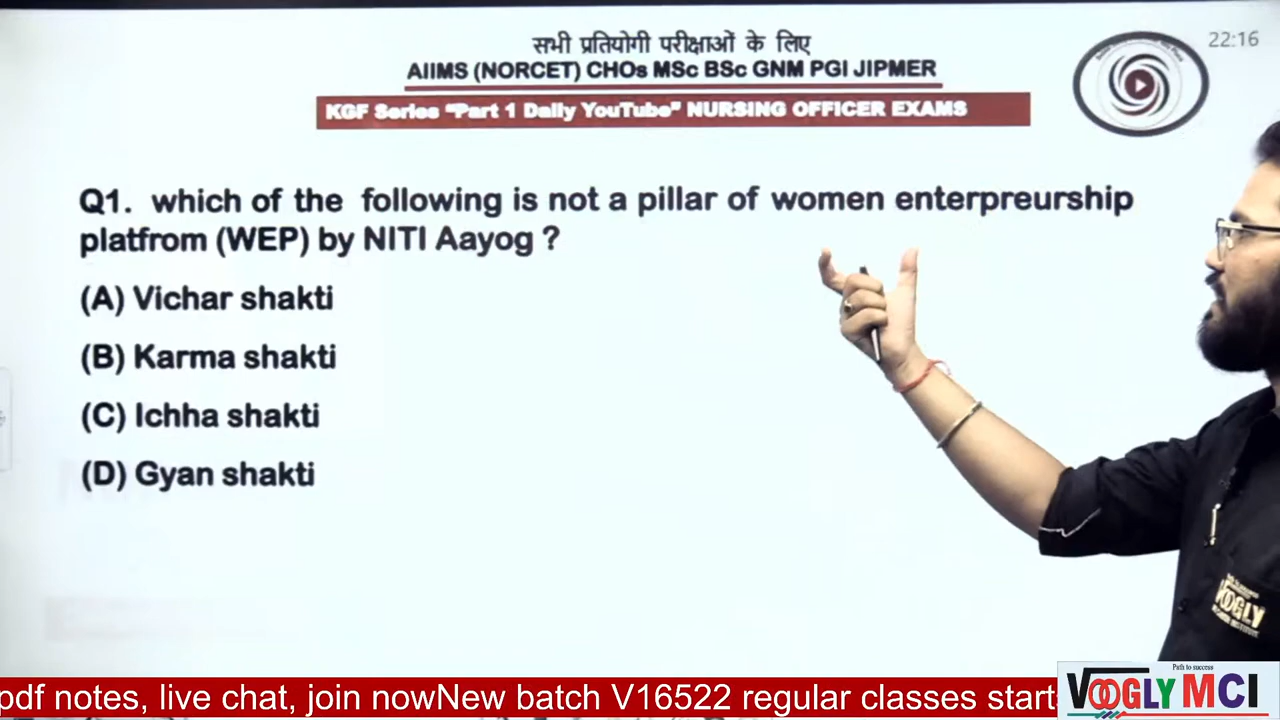 सभी प्रतियोगी परीक्षाओं के लिए
AIIMS (NORCET) CHOs MSc BSc GNM PGI JIPMER
KGF Series "Part 1 Daily YouTube" NURSING OFFICER EXAMS
22:16
Q1. which of the following is not a pillar of women enterpreurship
platfrom (WEP) by NITI Aayog ?
(A) Vichar shakti
(B) Karma shakti
(C) Ichha shakti
(D) Gyan shakti
VOOGLY
pdf notes, live chat, join nowNew batch V16522 regular classes start
Path to success
VOOGLY MCI